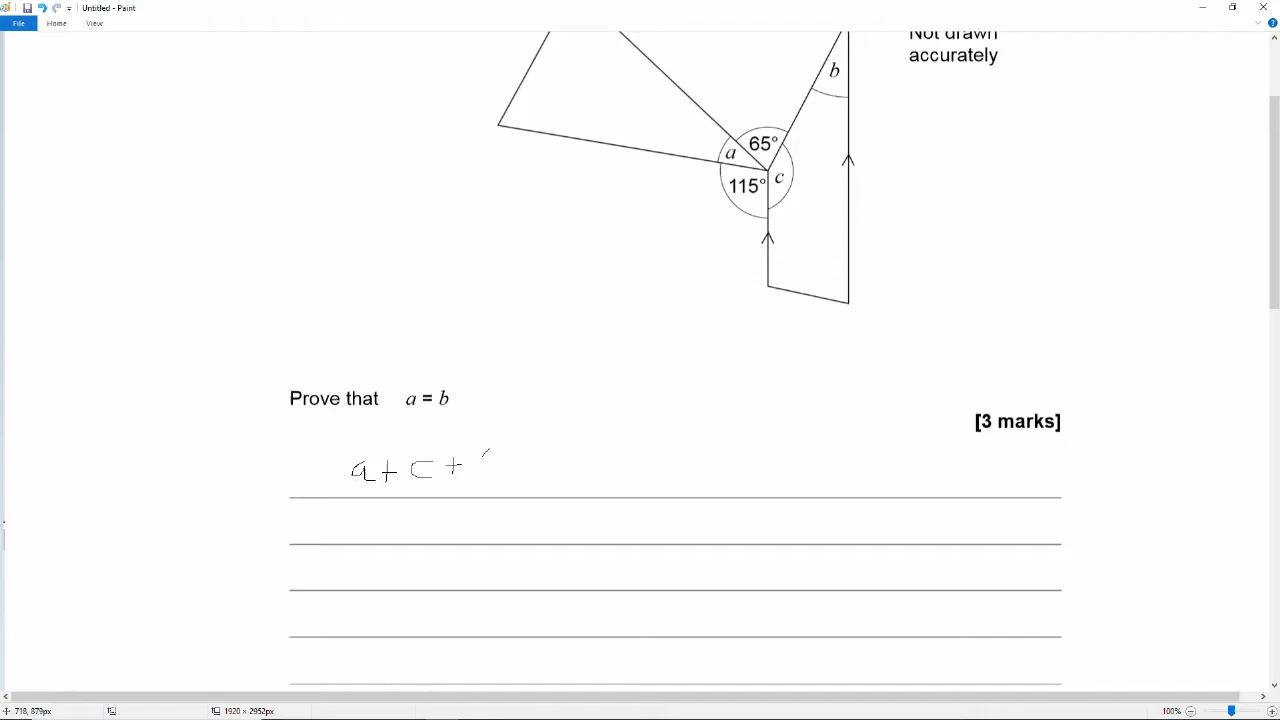 Untitled - Paint
File Home View
Not drawn
accurately
b
65°
a
c
115°
Prove that a = b
[3 marks]
a + c +
718, 879px
1920 × 2952px
100%